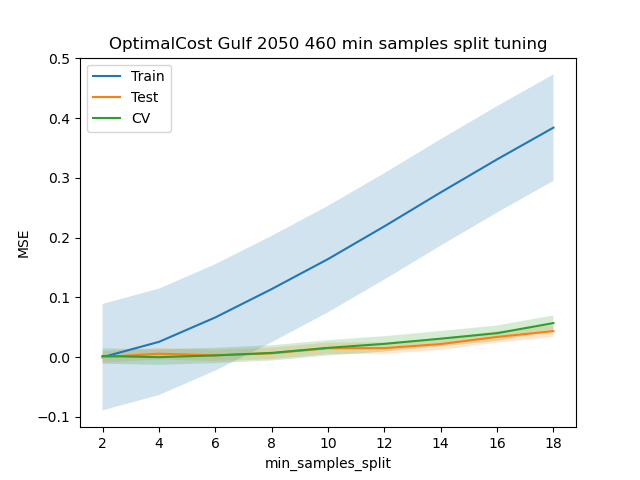 OptimalCost Gulf 2050 460 min samples split tuning
Train
Test
CV
MSE
0.5
0.4
0.3
0.2
0.1
0.0
−0.1
2 4 6 8 10 12 14 16 18
min_samples_split